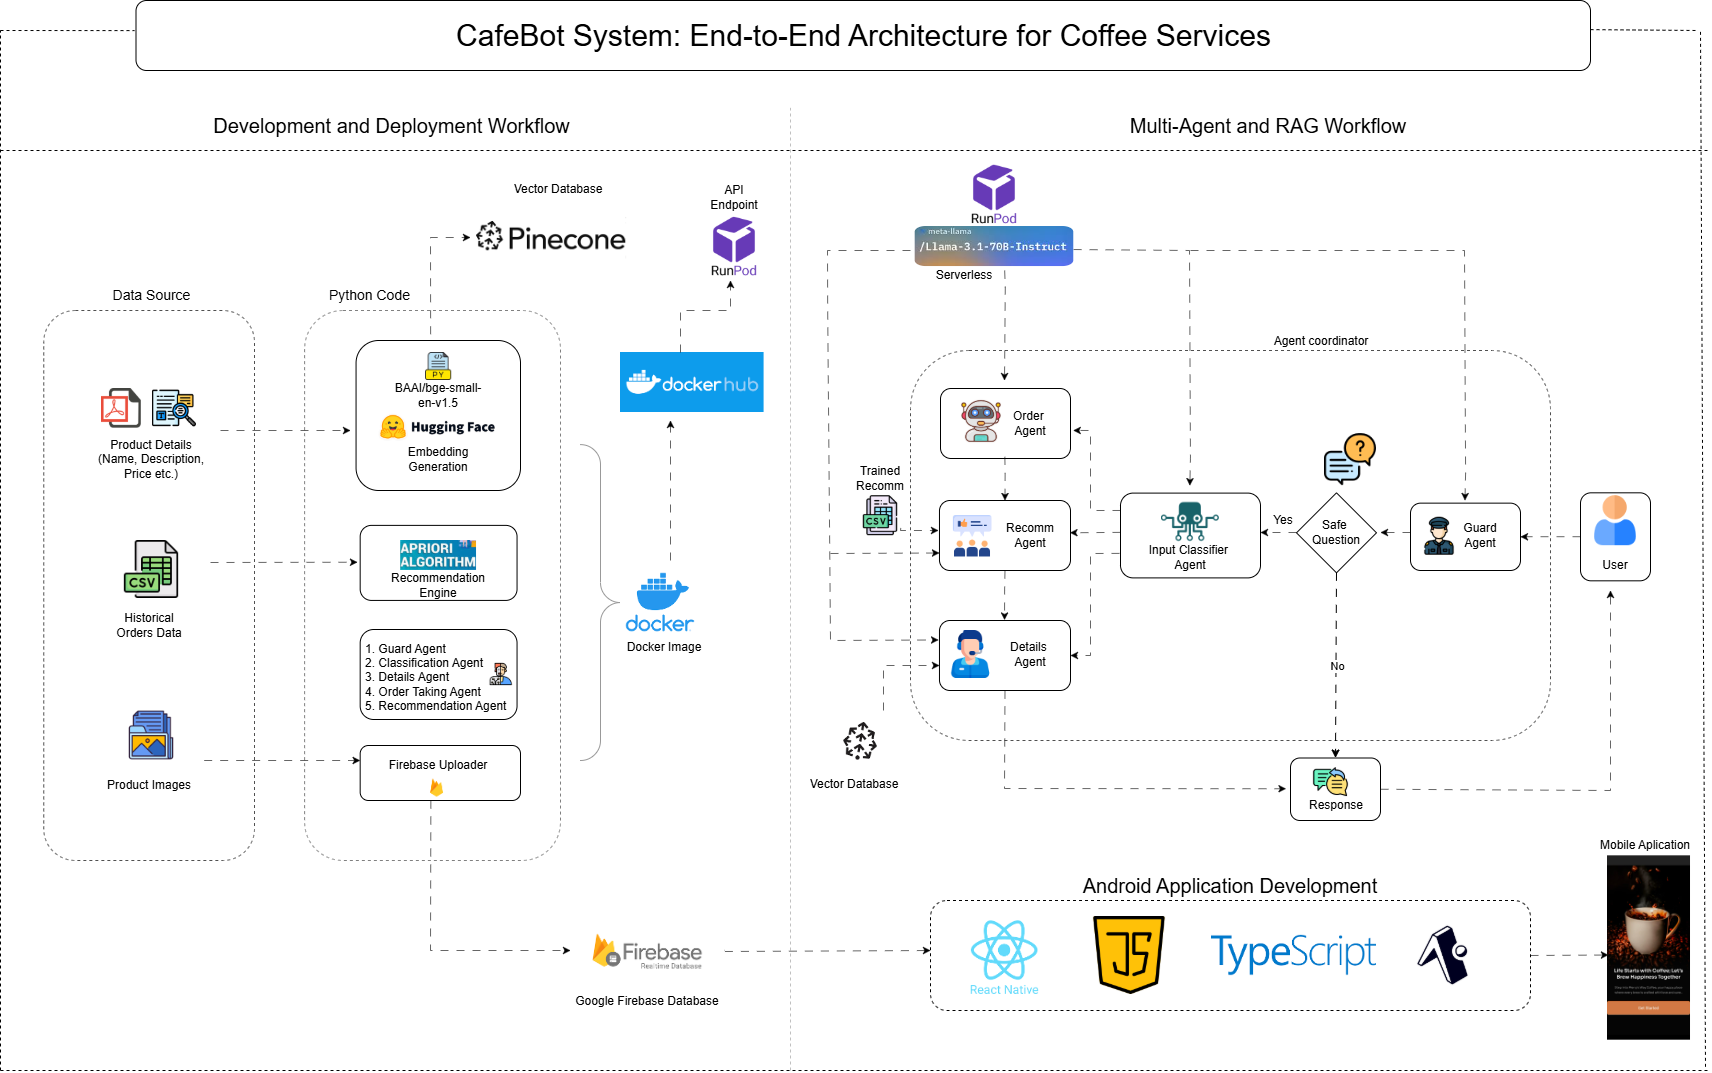 CafeBot System: End-to-End Architecture for Coffee Services
Development and Deployment Workflow
Multi-Agent and RAG Workflow
Vector Database
Pinecone
API
Endpoint
RunPod
Data Source
Python Code
Product Details
(Name, Description,
Price etc.)
PY
BAAI/bge-small-
en-v1.5
Hugging Face
Embedding
Generation
dockerhub
CSV
Historical
Orders Data
APRIORI
ALGORITHM
Recommendation
Engine
docker
Docker Image
1. Guard Agent
2. Classification Agent
3. Details Agent
4. Order Taking Agent
5. Recommendation Agent
Product Images
Firebase Uploader
Firebase
Realtime Database
Google Firebase Database
RunPod
meta-llama
/Llama-3.1-70B-Instruct
Serverless
Agent coordinator
Order
Agent
Trained
Recomm
CSV
Recomm
Agent
Input Classifier
Agent
Yes
Safe
Question
?
Guard
Agent
User
Details
Agent
No
Vector Database
Response
Android Application Development
React Native
JS
TypeScript
Mobile Aplication
Life Starts with Coffee: Let's
Brew Happiness Together
Get Started